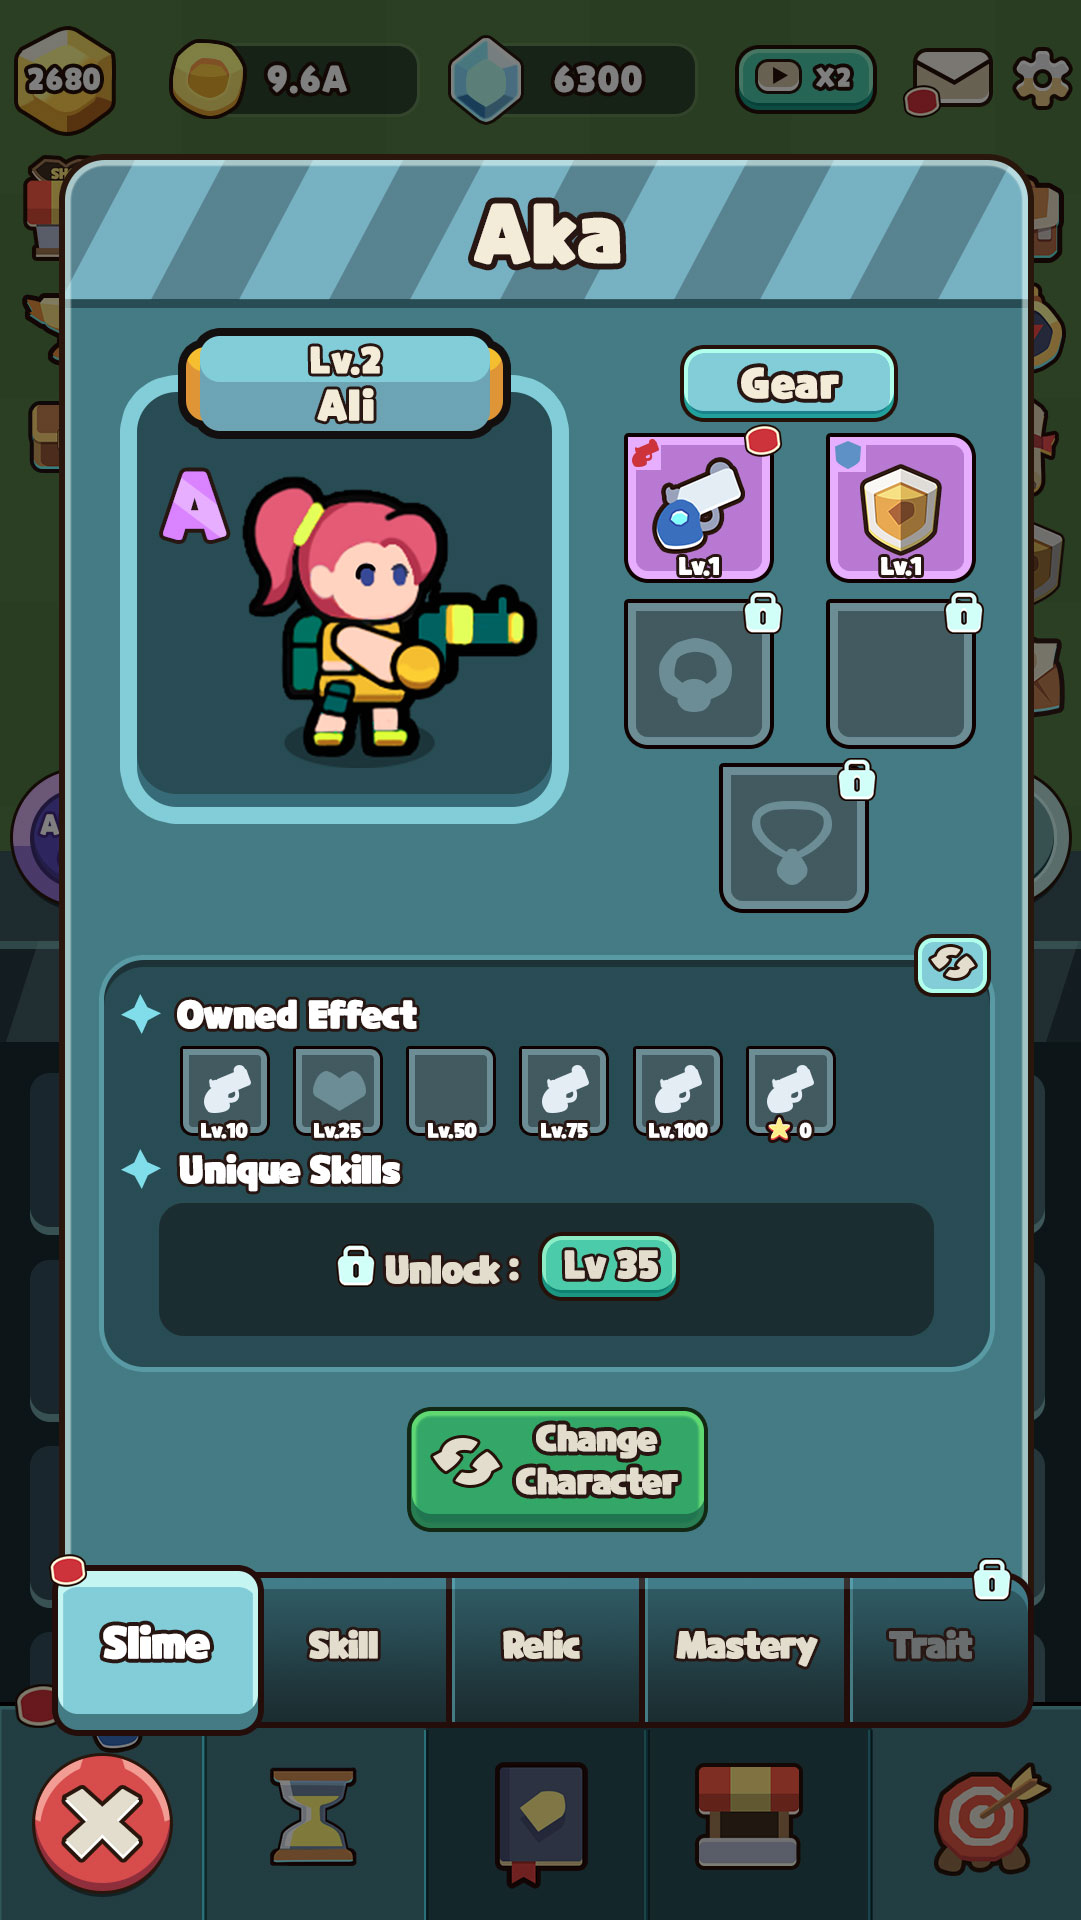 2680
9.6A
6300
X2
SH
Aka
Lv.2
Ali
Gear
A
Lv.1
Lv.1
A
Owned Effect
Lv.10
Lv.25
Lv.50
Lv.75
Lv.100
0
Unique Skills
Unlock :
Lv 35
Change
Character
Slime
Skill
Relic
Mastery
Trait